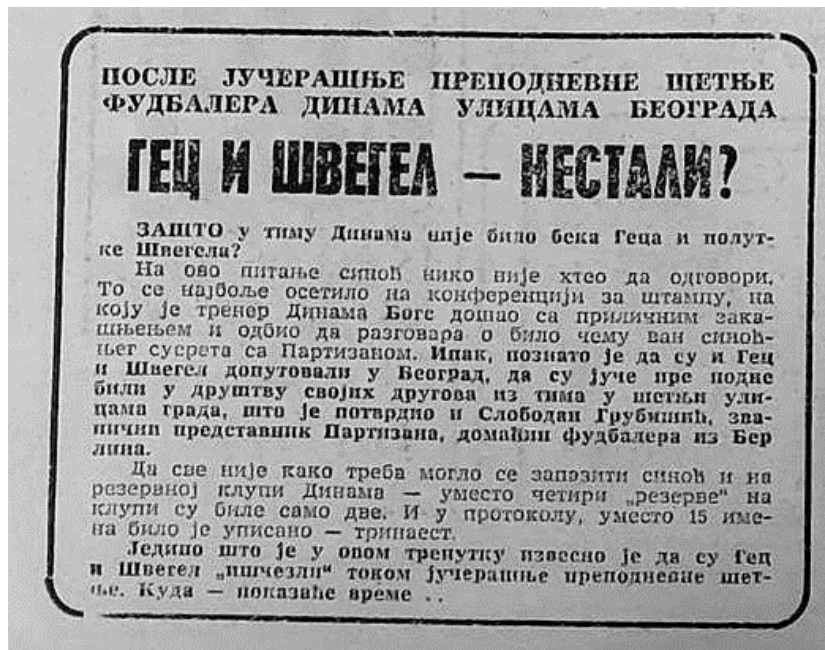 ПОСЛЕ ЈУЧЕРАШЊЕ ПРЕПОДНЕВНЕ ШЕТЊЕ
ФУДБАЛЕРА ДИНАМА УЛИЦАМА БЕОГРАДА
ГЕЦ И ШВЕГЕЛ — НЕСТАЛИ?
ЗАШТО у тиму Динама није било бека Геца и полут-
ке Швегела?
На ово питање синоћ нико није хтео да одговори.
То се најбоље осетило на конференцији за штампу, на
коју је тренер Динама Богс дошао са приличним зака-
шњењем и одбио да разговара о било чему ван синоћ-
њег сусрета са Партизаном. Ипак, познато је да су и Гец
и Швегел допутовали у Београд, да су јуче пре подне
били у друштву својих другова из тима у шетњи ули-
цама града, што је потврдио и Слободан Грубишић, зва-
нични представник Партизана, домаћин фудбалера из Бер
лина.
Да све није како треба могло се запазити синоћ и на
резервној клупи Динама — уместо четири „резерве“ на
клупи су биле само две. И у протоколу, уместо 15 име-
на било је уписано — тринаест.
Једино што је у овом тренутку извесно је да су Гец
и Швегел „ишчезли“ током јучерашње преподневне шет-
ње. Куда — показаће време . .